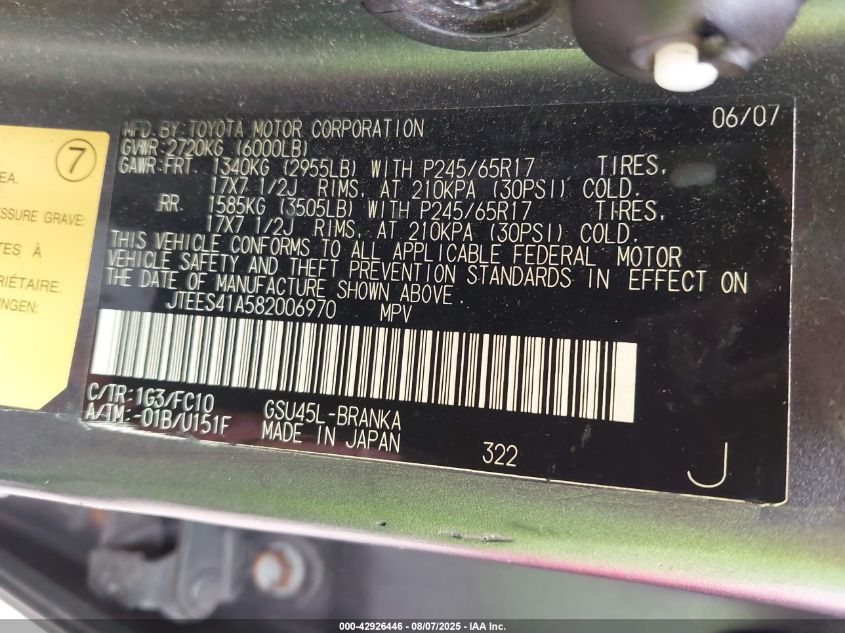 7
EA.
SSURE GRAVE:
TES À
RIÉTAIRE.
INGEN:
MFD. BY: TOYOTA MOTOR CORPORATION 06/07
GVWR: 2720KG (6000LB)
GAWR: FRT 1340KG (2955LB) WITH P245/65R17 TIRES,
17X7 1/2J RIMS, AT 210KPA (30PSI) COLD.
RR. 1585KG (3505LB) WITH P245/65R17 TIRES,
17X7 1/2J RIMS, AT 210KPA (30PSI) COLD.
THIS VEHICLE CONFORMS TO ALL APPLICABLE FEDERAL MOTOR
VEHICLE SAFETY AND THEFT PREVENTION STANDARDS IN EFFECT ON
THE DATE OF MANUFACTURE SHOWN ABOVE.
JTEES41A582006970 MPV
C/TR: 1G3/FC10 GSU45L-BRANKA
A/TM: -01B/U151F MADE IN JAPAN
322
J
000-42926446 - 08/07/2025 - IAA Inc.